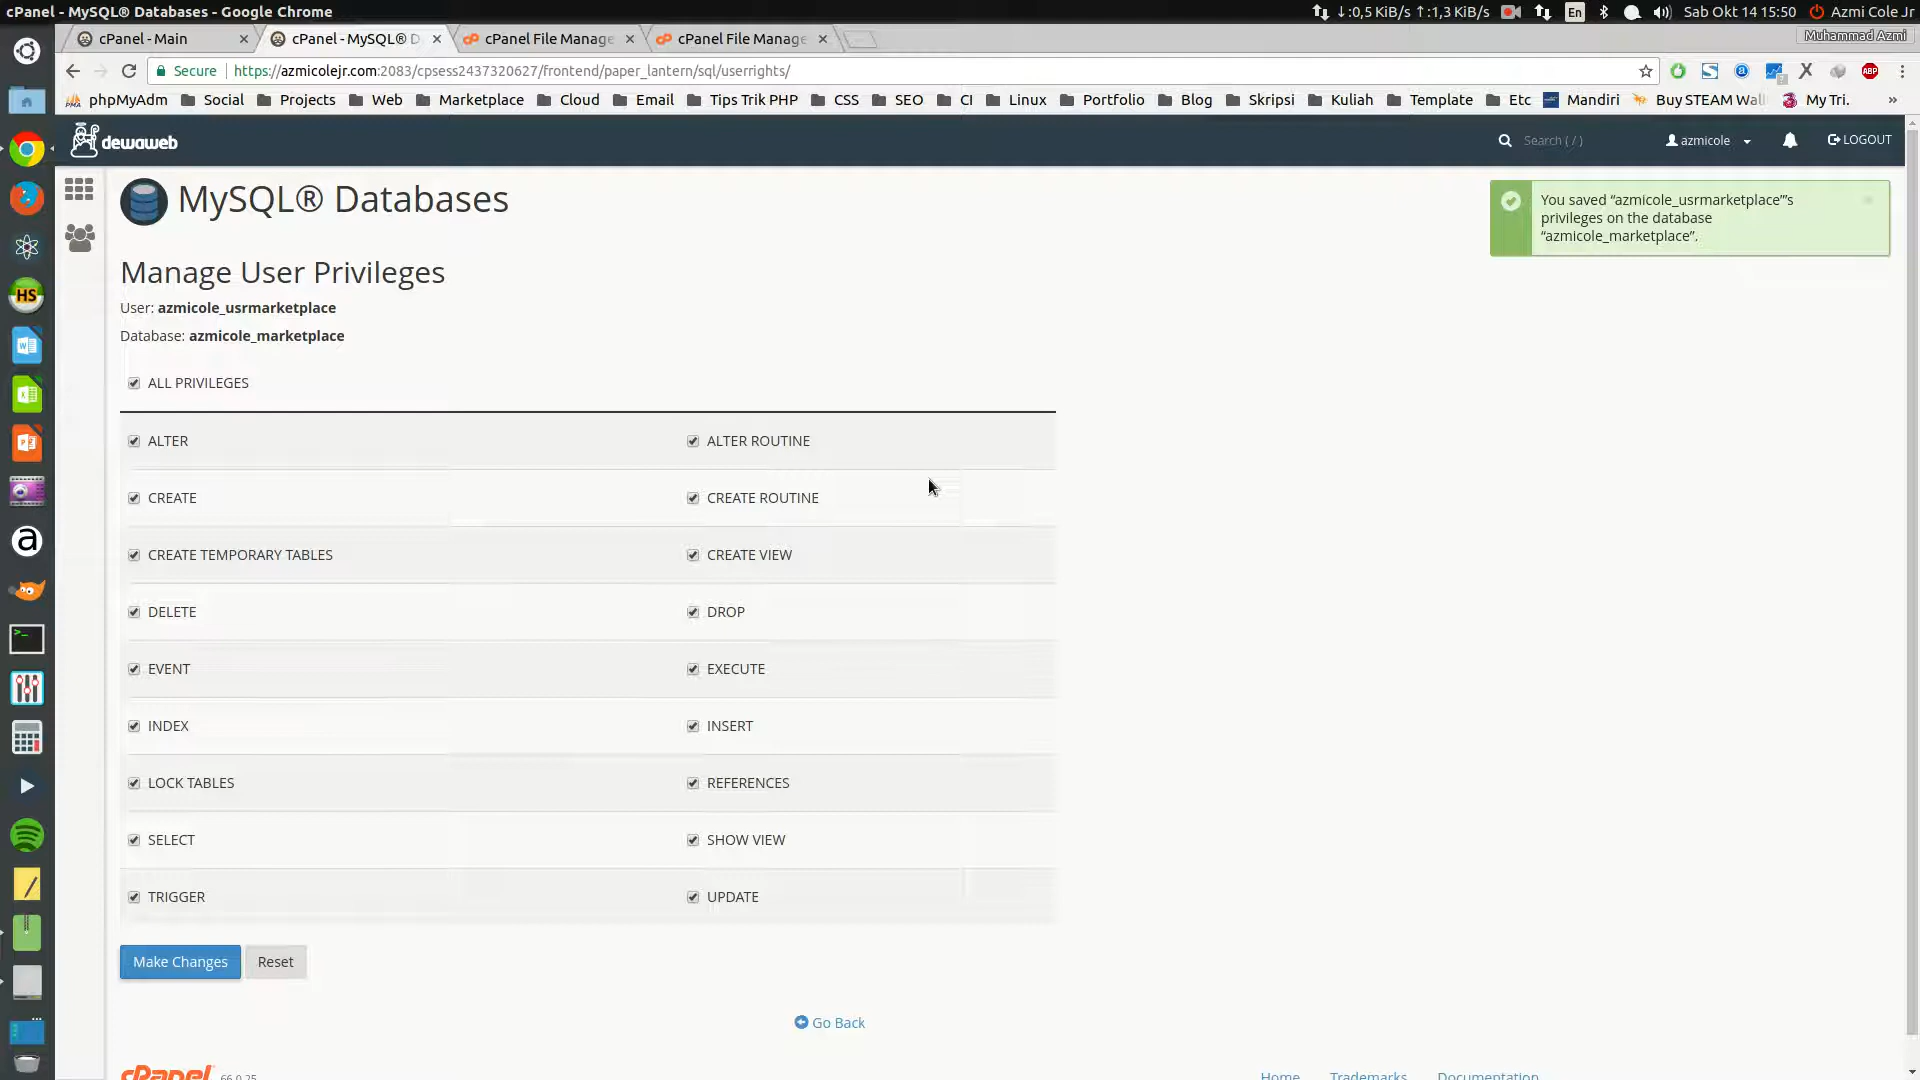 cPanel - MySQL® Databases - Google Chrome
↓:0,5 KiB/s ↑:1,3 KiB/s En Sab Okt 14 15:50 Azmi Cole Jr
cPanel - Main × cPanel - MySQL® D × cPanel File Manage × cPanel File Manage × Muhammad Azmi
Secure https://azmicolejr.com:2083/cpsess2437320627/frontend/paper_lantern/sql/userrights/ ABP
phpMyAdm Social Projects Web Marketplace Cloud Email Tips Trik PHP CSS SEO CI Linux Portfolio Blog Skripsi Kuliah Template Etc Mandiri Buy STEAM Wal My Tri. »
dewaweb Search ( / ) azmicole LOGOUT
MySQL® Databases
You saved “azmicole_usrmarketplace”'s
privileges on the database
“azmicole_marketplace”.
Manage User Privileges
User: azmicole_usrmarketplace
Database: azmicole_marketplace
ALL PRIVILEGES
ALTER ALTER ROUTINE
CREATE CREATE ROUTINE
CREATE TEMPORARY TABLES CREATE VIEW
DELETE DROP
EVENT EXECUTE
INDEX INSERT
LOCK TABLES REFERENCES
SELECT SHOW VIEW
TRIGGER UPDATE
Make Changes Reset
Go Back
cPanel 66.0.25 Home Trademarks Documentation
HS
W
P
a
>_